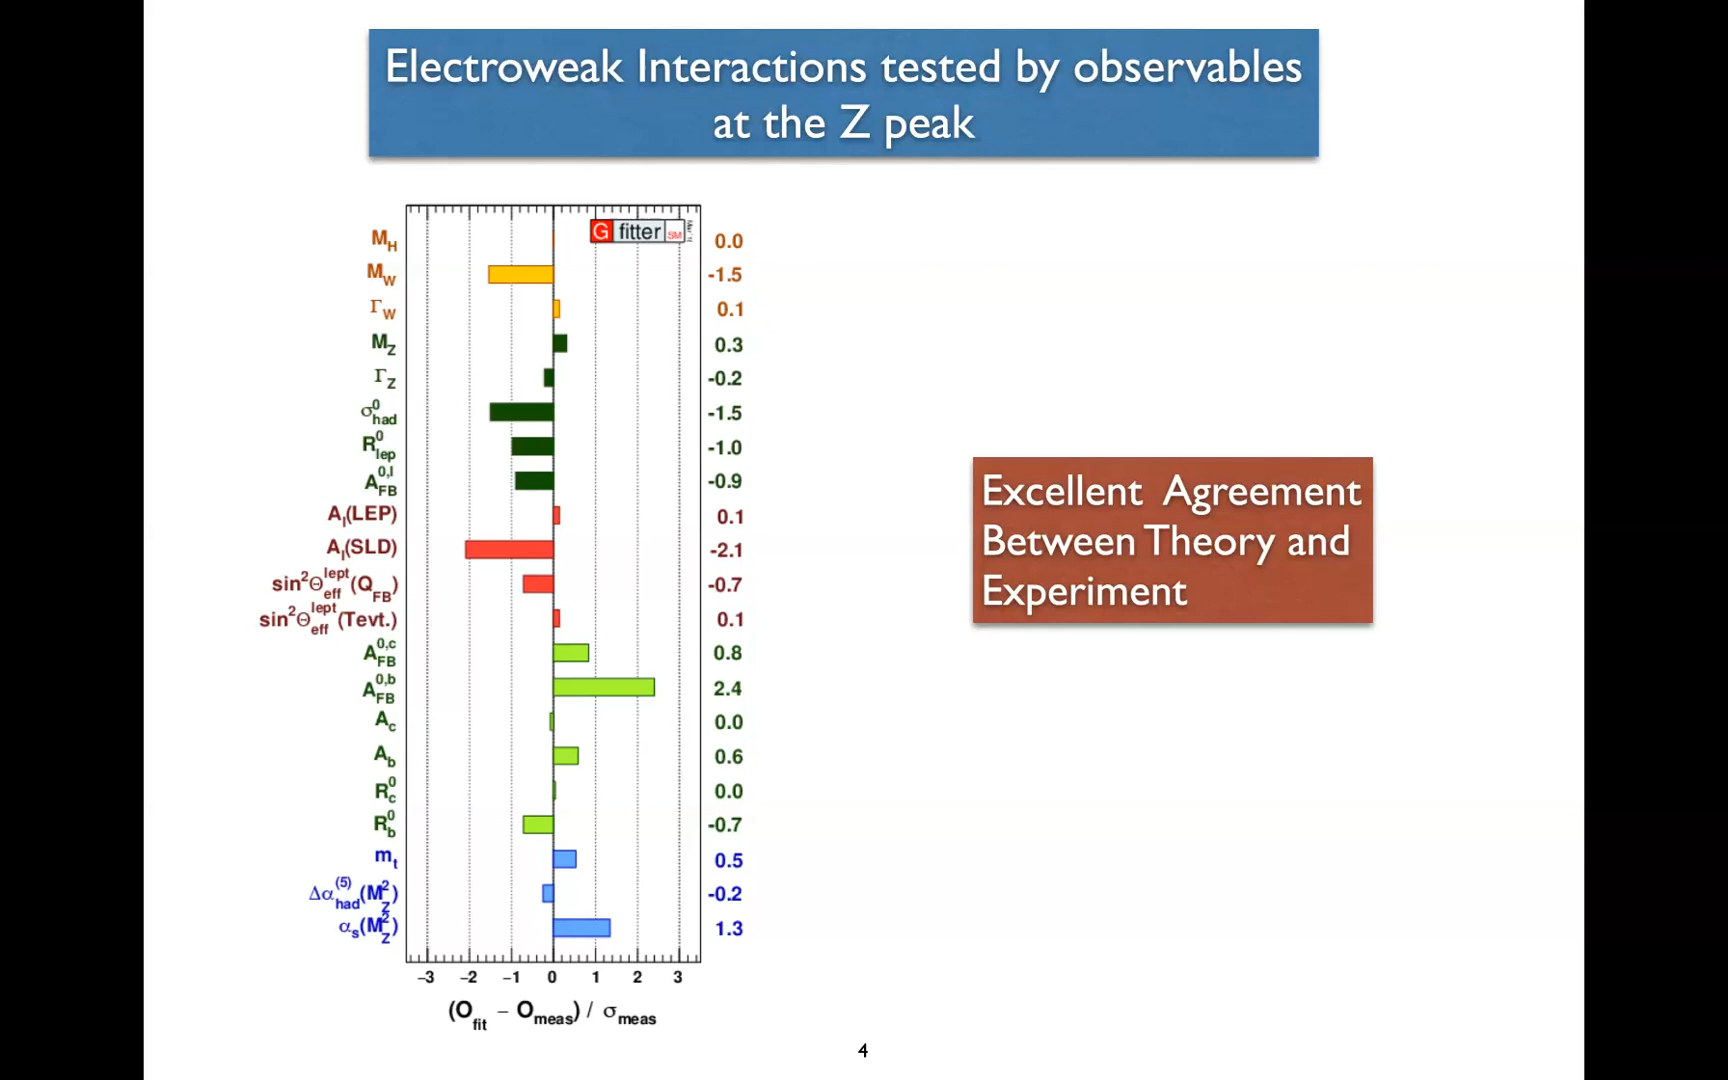 Electroweak Interactions tested by observables
at the Z peak
G fitter SM
M_H 0.0
M_W -1.5
Γ_W 0.1
M_Z 0.3
Γ_Z -0.2
σ^0_had -1.5
R^0_lep -1.0
A^0,l_FB -0.9
A_l(LEP) 0.1
A_l(SLD) -2.1
sin²Θ^lept_eff(Q_FB) -0.7
sin²Θ^lept_eff(Tevt.) 0.1
A^0,c_FB 0.8
A^0,b_FB 2.4
A_c 0.0
A_b 0.6
R^0_c 0.0
R^0_b -0.7
m_t 0.5
Δα^(5)_had(M²_Z) -0.2
α_s(M²_Z) 1.3
−3 −2 −1 0 1 2 3
(O_fit − O_meas) / σ_meas
Excellent Agreement
Between Theory and
Experiment
4